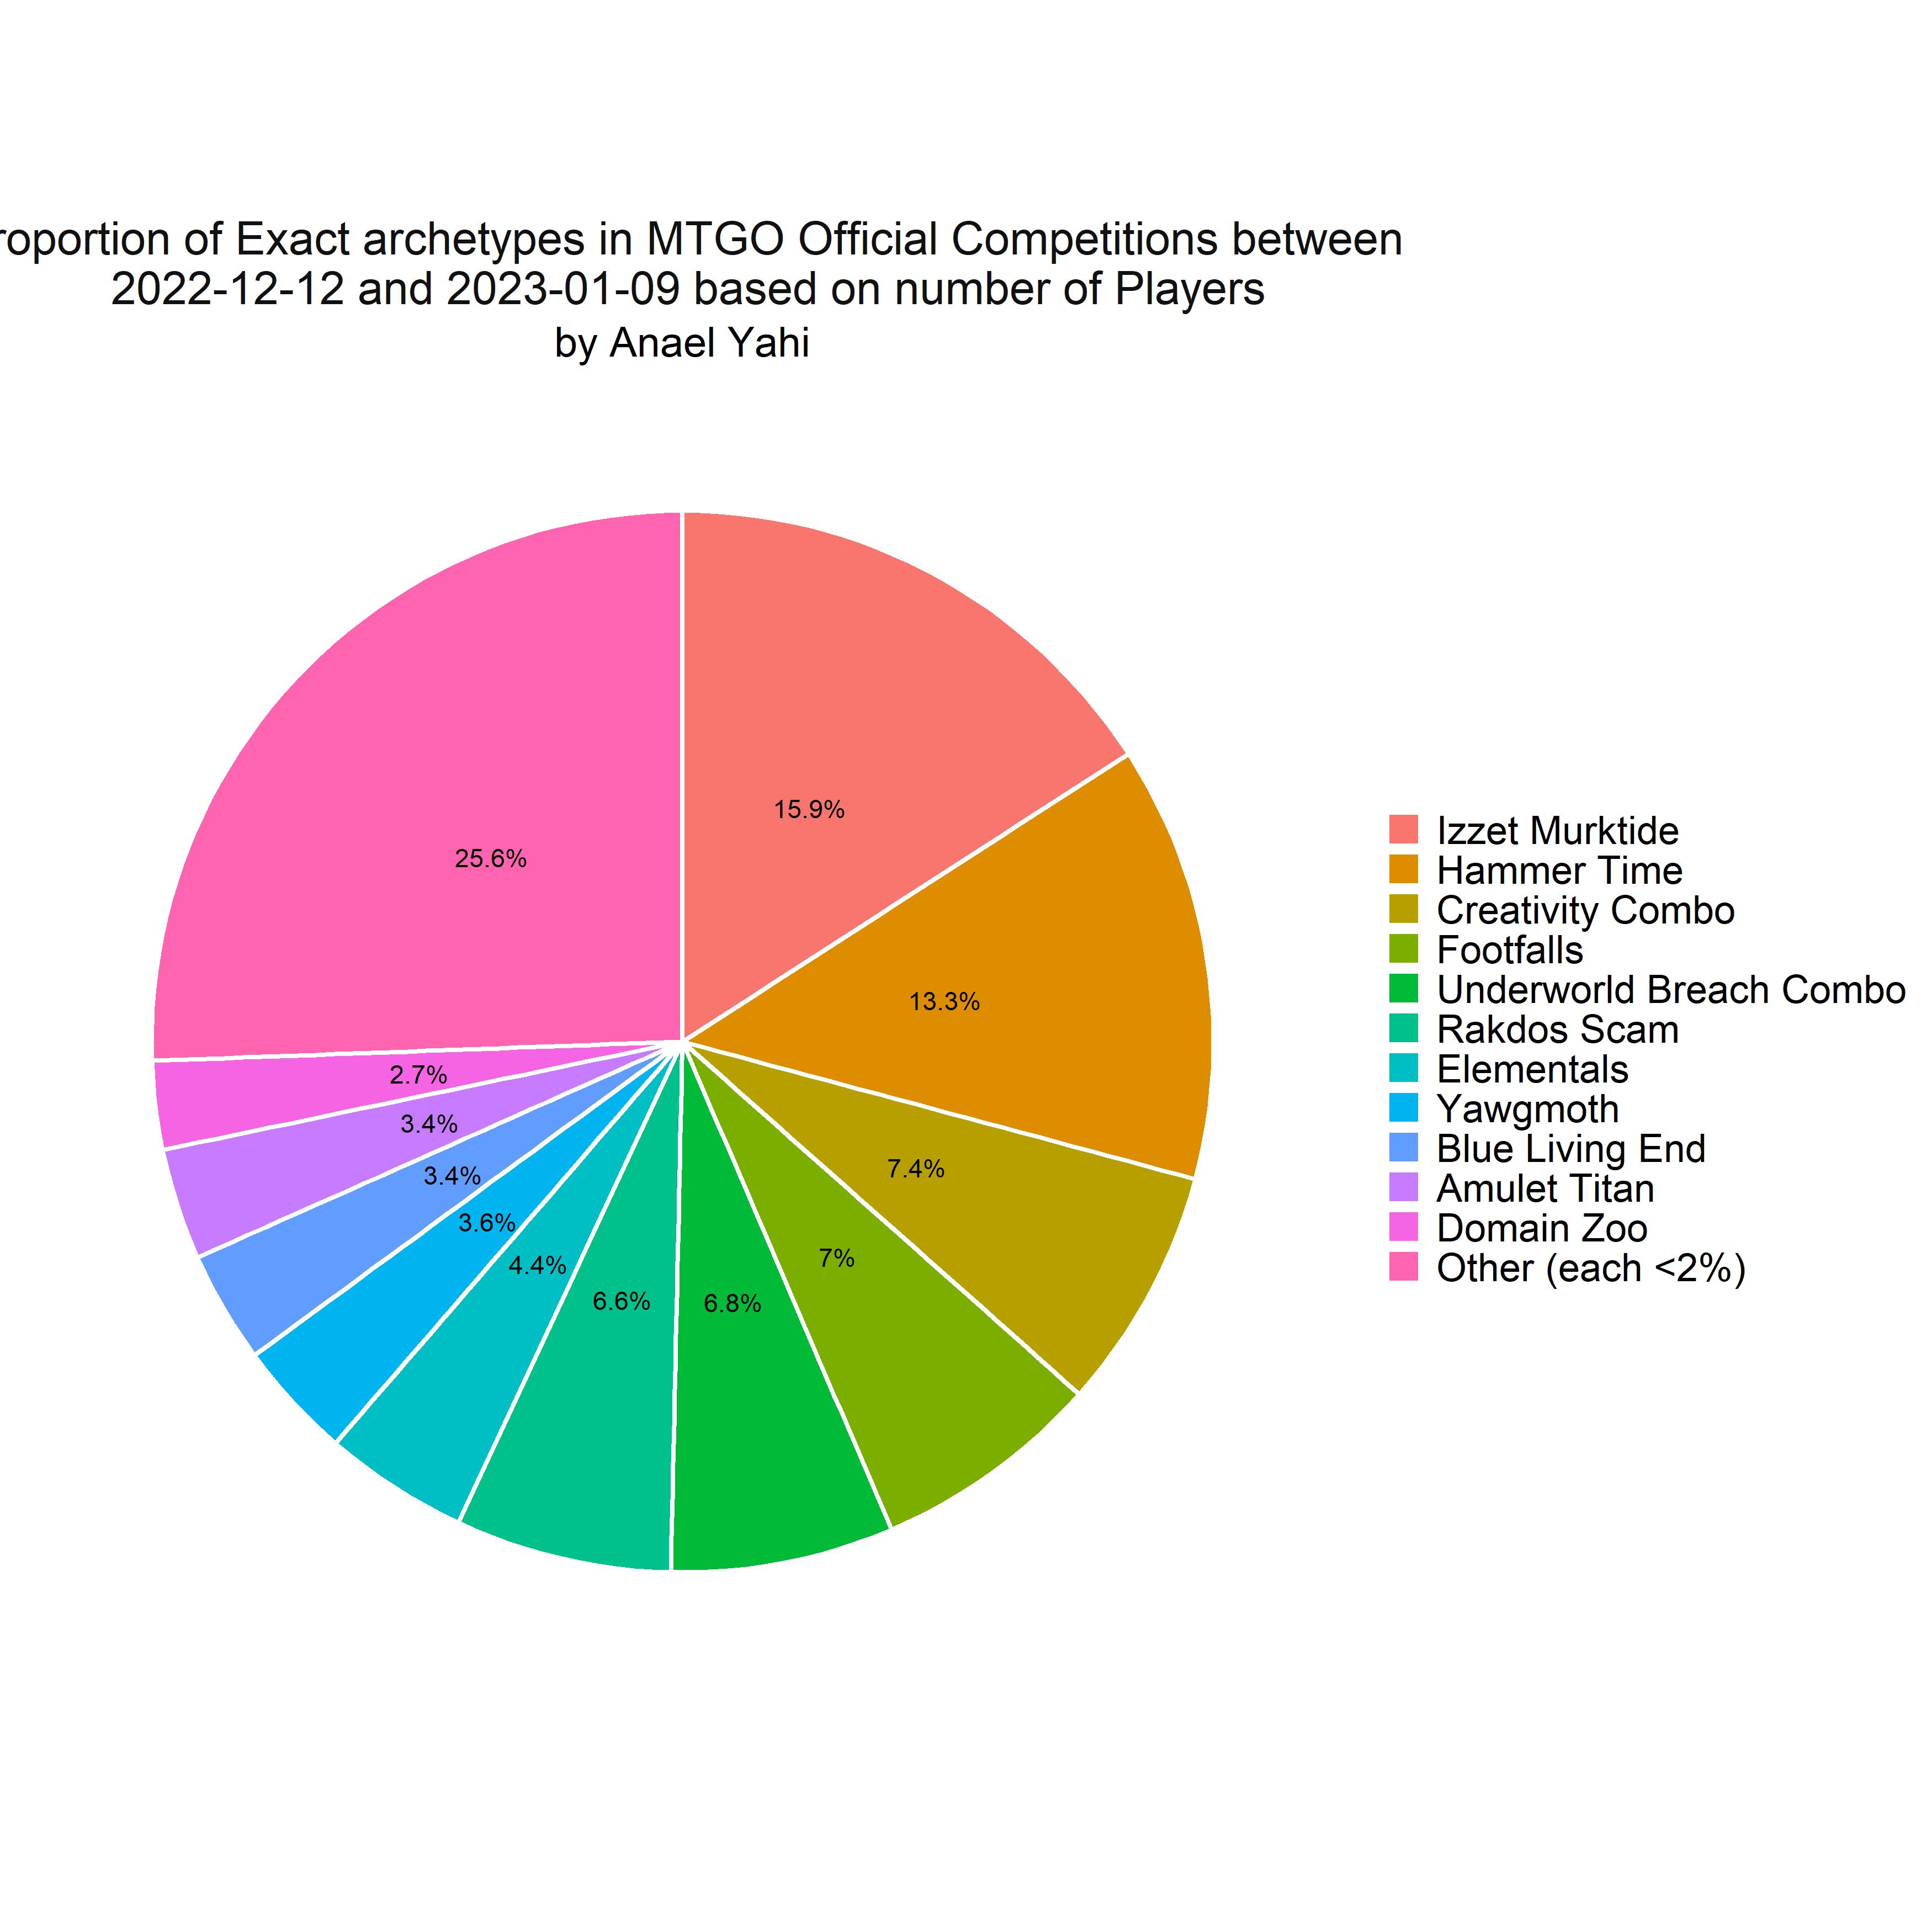 roportion of Exact archetypes in MTGO Official Competitions between
2022-12-12 and 2023-01-09 based on number of Players
by Anael Yahi
15.9%
25.6%
13.3%
2.7%
3.4%
7.4%
3.4%
3.6%
7%
4.4%
6.6%
6.8%
Izzet Murktide
Hammer Time
Creativity Combo
Footfalls
Underworld Breach Combo
Rakdos Scam
Elementals
Yawgmoth
Blue Living End
Amulet Titan
Domain Zoo
Other (each <2%)